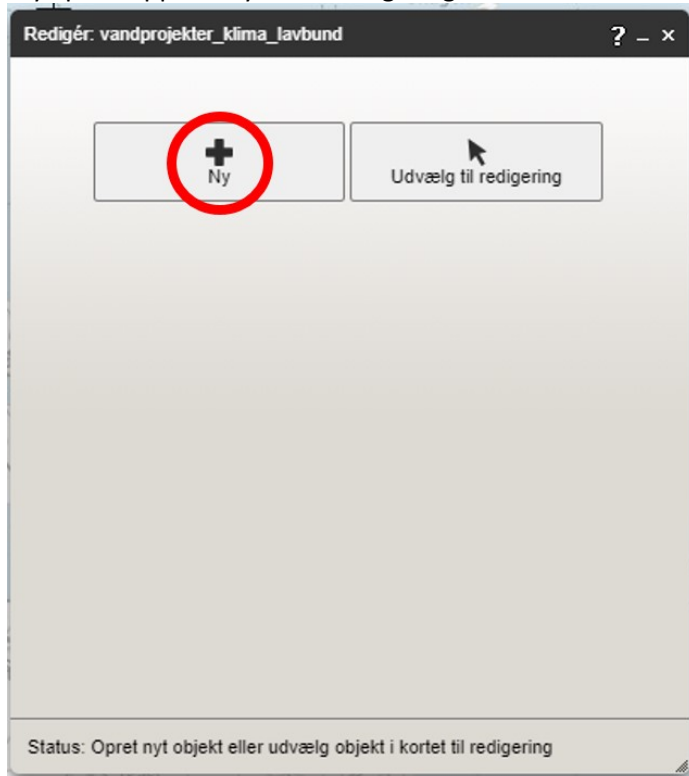 Redigér: vandprojekter_klima_lavbund ? _ ×
Ny
Udvælg til redigering
Status: Opret nyt objekt eller udvælg objekt i kortet til redigering